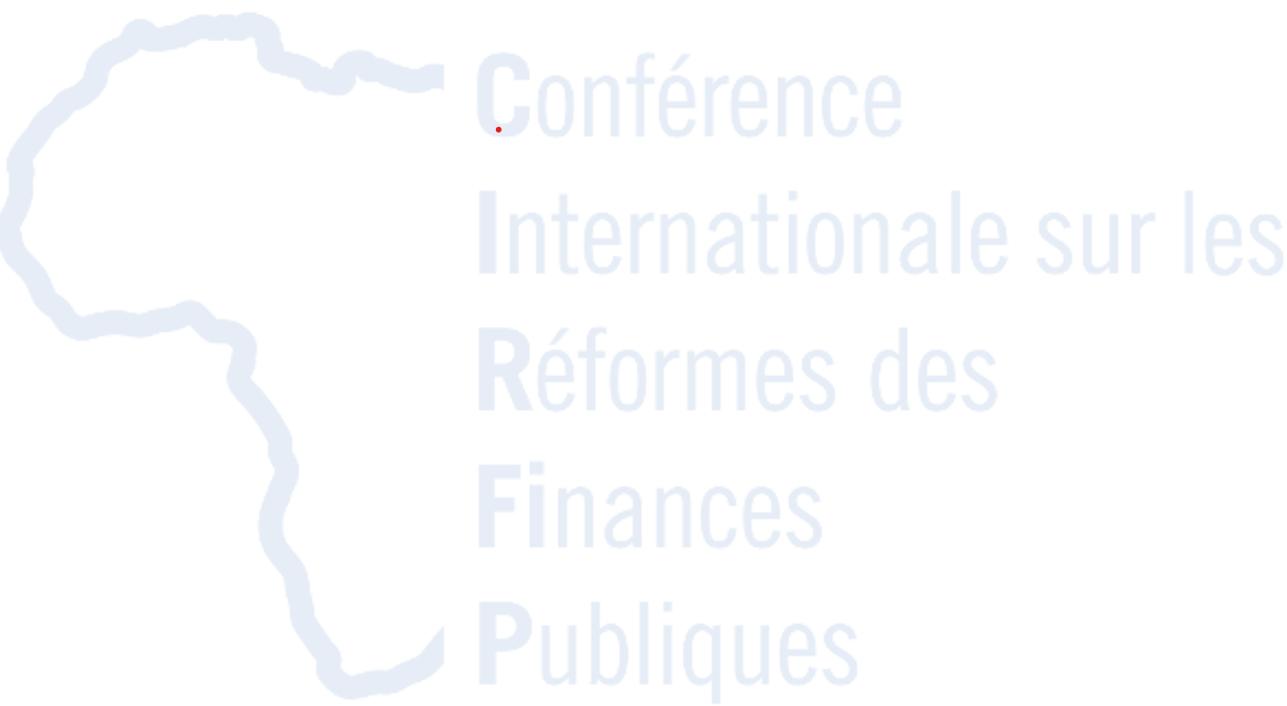 Conférence
Internationale sur les
Réformes des
Finances
Publiques